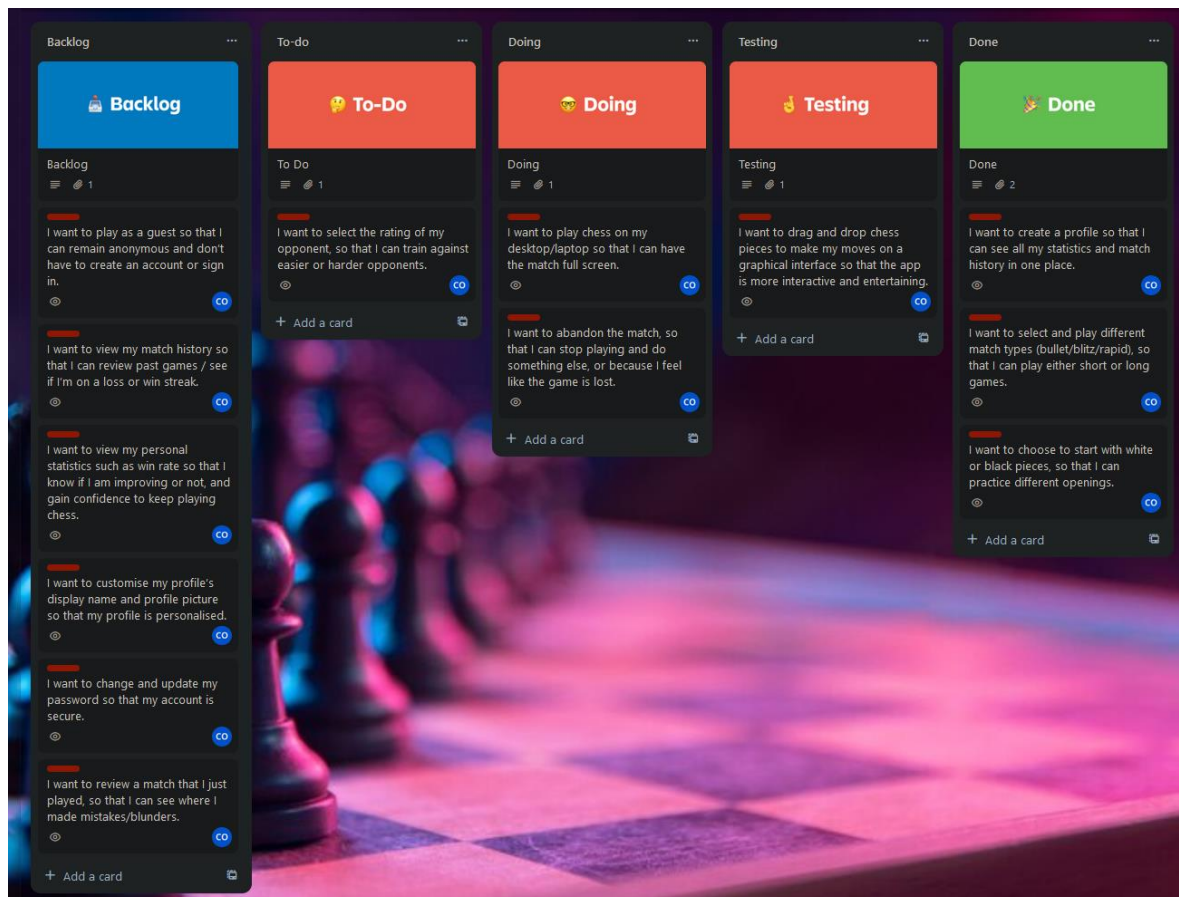 Backlog
Backlog
Backlog
1
I want to play as a guest so that I
can remain anonymous and don't
have to create an account or sign
in.
CO
I want to view my match history so
that I can review past games / see
if I'm on a loss or win streak.
CO
I want to view my personal
statistics such as win rate so that I
know if I am improving or not, and
gain confidence to keep playing
chess.
CO
I want to customise my profile's
display name and profile picture
so that my profile is personalised.
CO
I want to change and update my
password so that my account is
secure.
CO
I want to review a match that I just
played, so that I can see where I
made mistakes/blunders.
CO
+ Add a card
To-do
To-Do
To Do
1
I want to select the rating of my
opponent, so that I can train against
easier or harder opponents.
CO
+ Add a card
Doing
Doing
Doing
1
I want to play chess on my
desktop/laptop so that I can have
the match full screen.
CO
I want to abandon the match, so
that I can stop playing and do
something else, or because I feel
like the game is lost.
CO
+ Add a card
Testing
Testing
Testing
1
I want to drag and drop chess
pieces to make my moves on a
graphical interface so that the app
is more interactive and entertaining.
CO
+ Add a card
Done
Done
Done
2
I want to create a profile so that I
can see all my statistics and match
history in one place.
CO
I want to select and play different
match types (bullet/blitz/rapid), so
that I can play either short or long
games.
CO
I want to choose to start with white
or black pieces, so that I can
practice different openings.
CO
+ Add a card